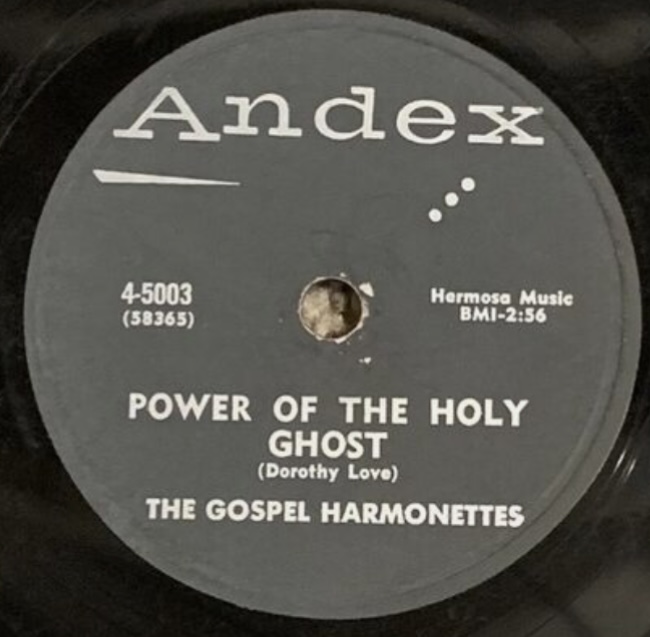 Andex
4-5003
(58365)
Hermosa Music
BMI-2:56
POWER OF THE HOLY
GHOST
(Dorothy Love)
THE GOSPEL HARMONETTES